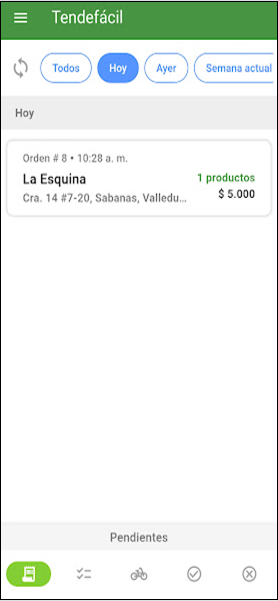 Tendefácil
Todos
Hoy
Ayer
Semana actual
Hoy
Orden # 8 • 10:28 a. m.
La Esquina
1 productos
Cra. 14 #7-20, Sabanas, Valledu...
$ 5.000
Pendientes